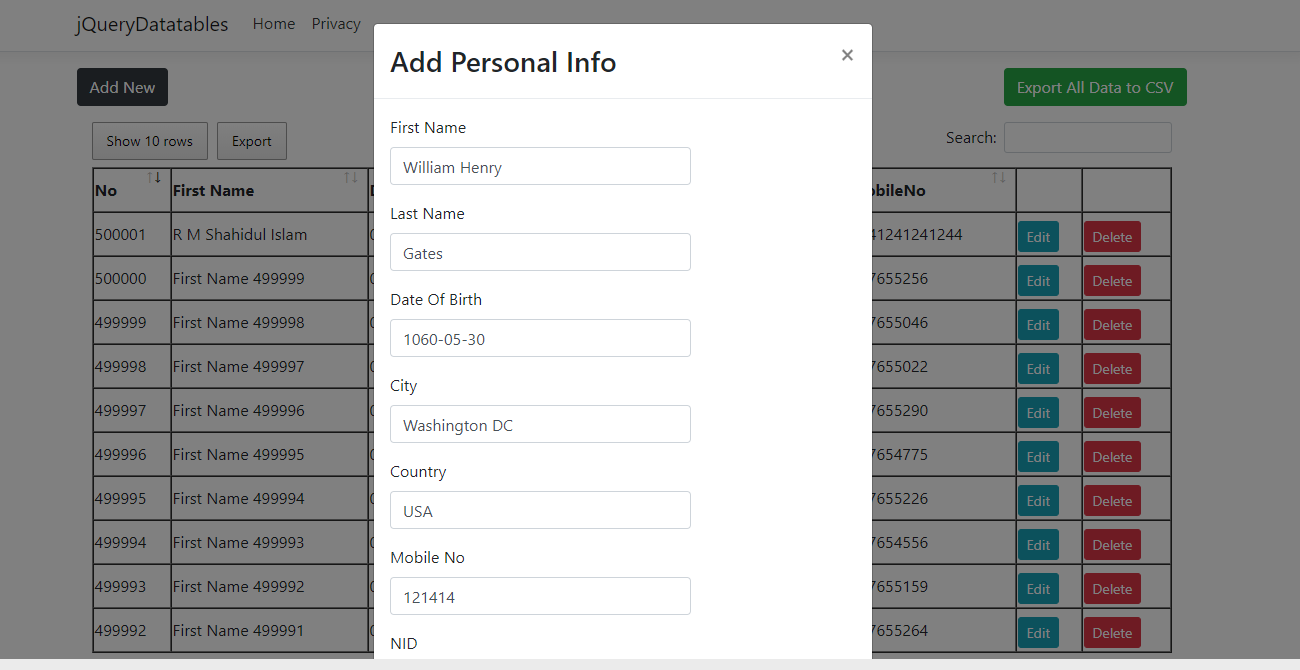 jQueryDatatables Home Privacy
Add New Export All Data to CSV
Show 10 rows Export Search:
No First Name obileNo
500001 R M Shahidul Islam 41241241244 Edit Delete
500000 First Name 499999 7655256 Edit Delete
499999 First Name 499998 7655046 Edit Delete
499998 First Name 499997 7655022 Edit Delete
499997 First Name 499996 7655290 Edit Delete
499996 First Name 499995 7654775 Edit Delete
499995 First Name 499994 7655226 Edit Delete
499994 First Name 499993 7654556 Edit Delete
499993 First Name 499992 7655159 Edit Delete
499992 First Name 499991 7655264 Edit Delete
Add Personal Info ×
First Name
William Henry
Last Name
Gates
Date Of Birth
1060-05-30
City
Washington DC
Country
USA
Mobile No
121414
NID